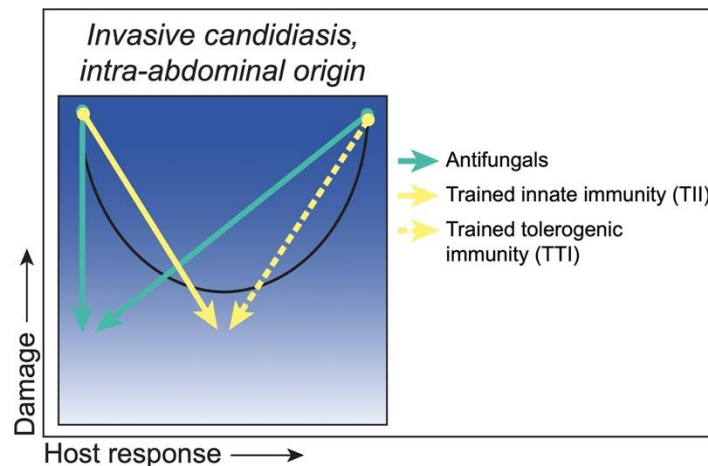 Invasive candidiasis,
intra-abdominal origin
Antifungals
Trained innate immunity (TII)
Trained tolerogenic
immunity (TTI)
Damage
Host response